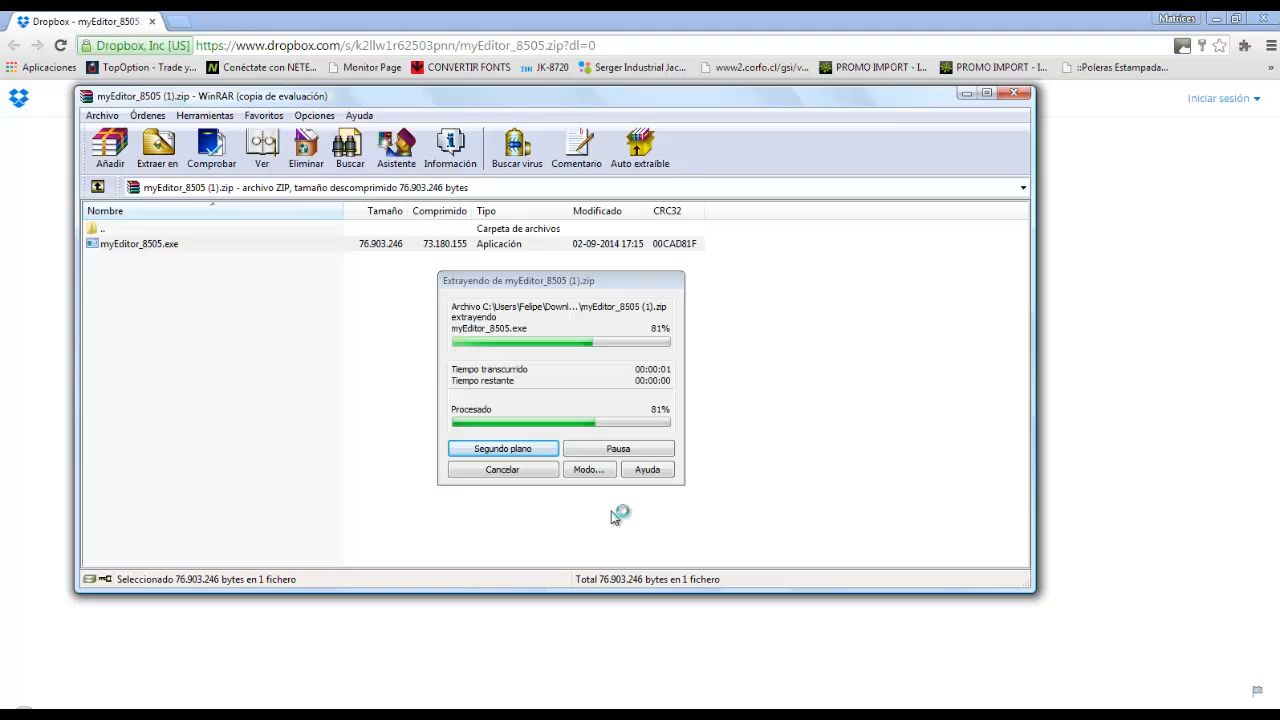 Dropbox - myEditor_8505.
Matrices
Dropbox, Inc [US] https://www.dropbox.com/s/k2llw1r62503pnn/myEditor_8505.zip?dl=0
Aplicaciones TopOption - Trade y... Conéctate con NETE... Monitor Page CONVERTIR FONTS JK-8720 Serger Industrial Jac... www2.corfo.cl/gs/v... PROMO IMPORT - I... PROMO IMPORT - I... ::Poleras Estampada... »
myEditor_8505 (1).zip - WinRAR (copia de evaluación)
Iniciar sesión
Archivo Órdenes Herramientas Favoritos Opciones Ayuda
Añadir Extraer en Comprobar Ver Eliminar Buscar Asistente Información Buscar virus Comentario Auto extraíble
myEditor_8505 (1).zip - archivo ZIP, tamaño descomprimido 76.903.246 bytes
Nombre Tamaño Comprimido Tipo Modificado CRC32
.. Carpeta de archivos
myEditor_8505.exe 76.903.246 73.180.155 Aplicación 02-09-2014 17:15 00CAD81F
Extrayendo de myEditor_8505 (1).zip
Archivo C:\Users\Felipe\Downl...\myEditor_8505 (1).zip
extrayendo
myEditor_8505.exe 81%
Tiempo transcurrido 00:00:01
Tiempo restante 00:00:00
Procesado 81%
Segundo plano Pausa
Cancelar Modo... Ayuda
Seleccionado 76.903.246 bytes en 1 fichero Total 76.903.246 bytes en 1 fichero